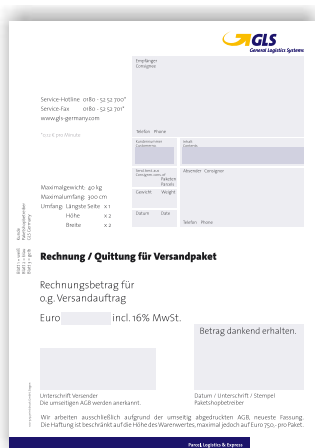 GLS
General Logistics Systems
Empfänger
Consignee
Service-Hotline 0180 - 52 52 700*
Service-Fax 0180 - 52 52 701*
www.gls-germany.com
Telefon Phone
Absender Consignor
Maximalgewicht: 40 kg
Maximalumfang: 300 cm
Umfang: Längste Seite x 1
Höhe x 2
Breite x 2
Gewicht Weight
Datum Date
Telefon Phone
Rechnung / Quittung für Versandpaket
Rechnungsbetrag für
o.g. Versandauftrag
Euro incl. 16% MwSt.
Betrag dankend erhalten.
Unterschrift Versender
Die umseitigen AGB werden anerkannt.
Datum / Unterschrift / Stempel
Paketshopbetreiber
Wir arbeiten ausschließlich aufgrund der umseitig abgedruckten AGB, neueste Fassung.
Die Haftung ist beschränkt auf die Höhe des Warenwertes, maximal jedoch auf Euro 750,- pro Paket.
Parcel, Logistics & Express